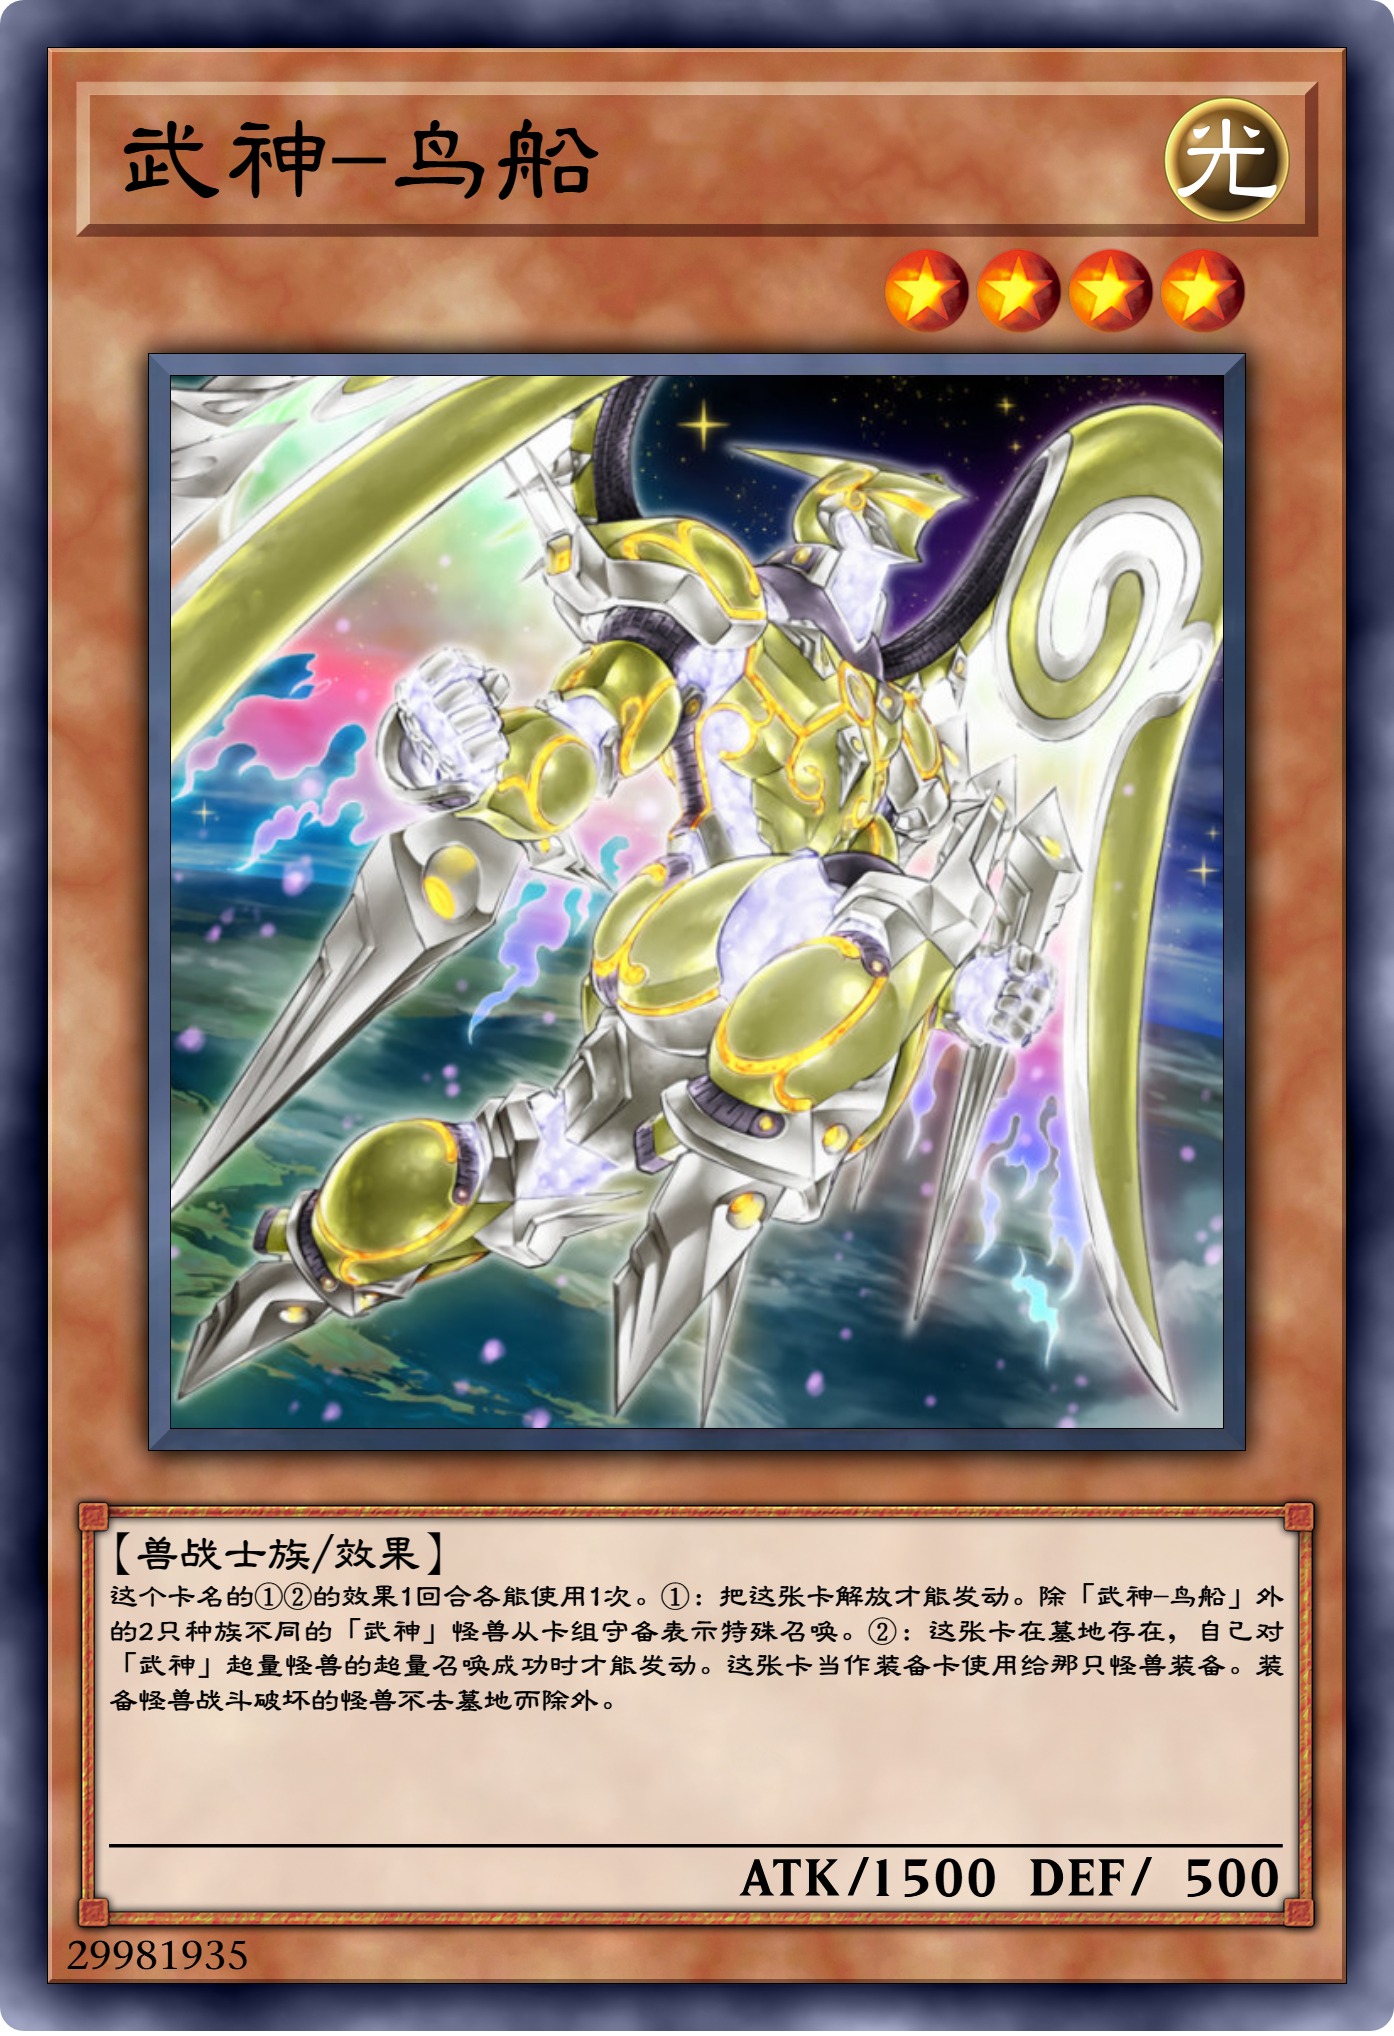 武神-鸟船
光
【兽战士族/效果】
这个卡名的①②的效果1回合各能使用1次。①：把这张卡解放才能发动。除「武神-鸟船」外
的2只种族不同的「武神」怪兽从卡组守备表示特殊召唤。②：这张卡在墓地存在，自己对
「武神」超量怪兽的超量召唤成功时才能发动。这张卡当作装备卡使用给那只怪兽装备。装
备怪兽战斗破坏的怪兽不去墓地而除外。
ATK/1500 DEF/ 500
29981935